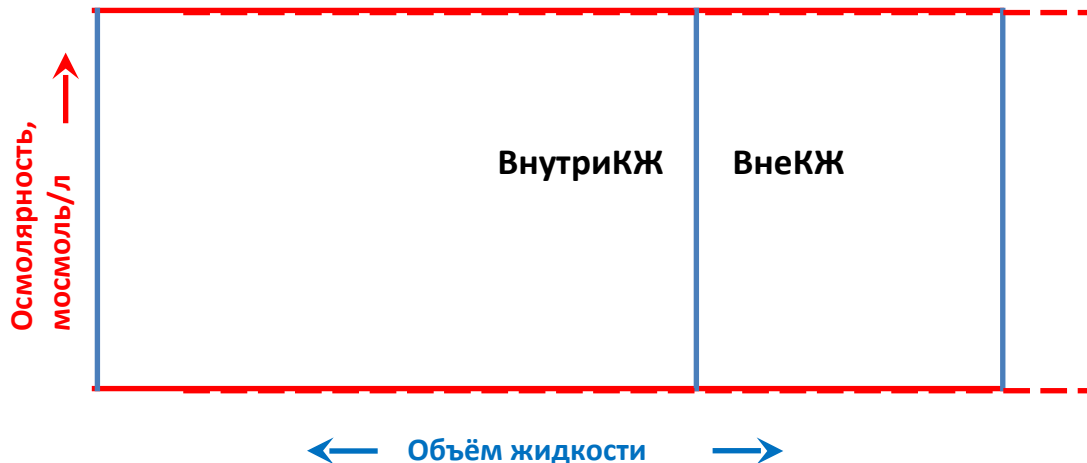 Осмолярность,
мосмоль/л
ВнутриКЖ
ВнеКЖ
Объём жидкости